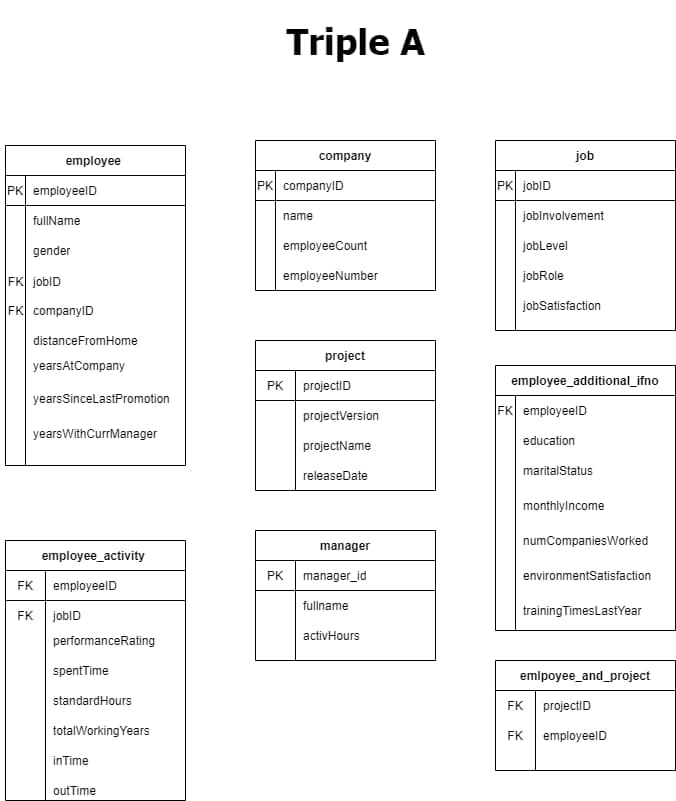 Triple A
employee
PK employeeID
fullName
gender
FK jobID
FK companyID
distanceFromHome
yearsAtCompany
yearsSinceLastPromotion
yearsWithCurrManager
company
PK companyID
name
employeeCount
employeeNumber
job
PK jobID
jobInvolvement
jobLevel
jobRole
jobSatisfaction
project
PK projectID
projectVersion
projectName
releaseDate
employee_additional_ifno
FK employeeID
education
maritalStatus
monthlyIncome
numCompaniesWorked
environmentSatisfaction
trainingTimesLastYear
employee_activity
FK employeeID
FK jobID
performanceRating
spentTime
standardHours
totalWorkingYears
inTime
outTime
manager
PK manager_id
fullname
activHours
emlpoyee_and_project
FK projectID
FK employeeID